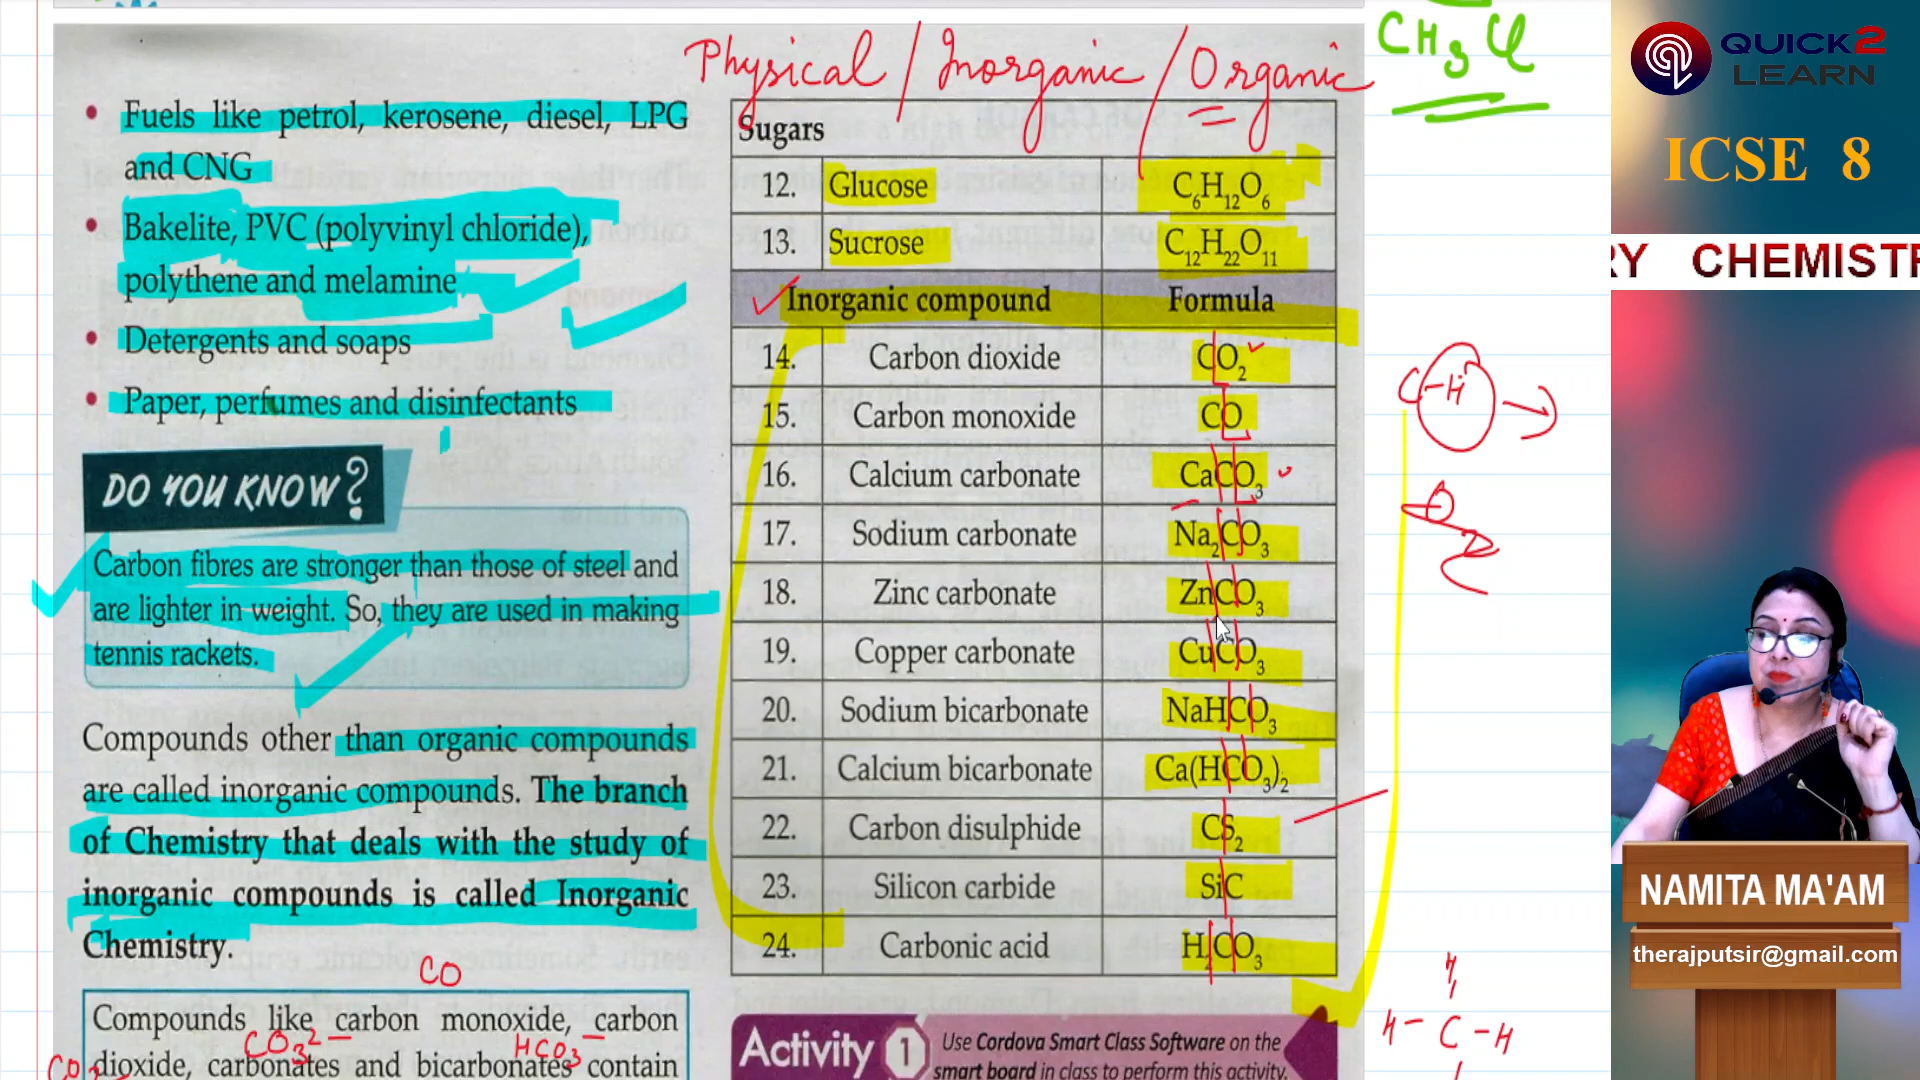 • Fuels like petrol, kerosene, diesel, LPG
and CNG
• Bakelite, PVC (polyvinyl chloride),
polythene and melamine
• Detergents and soaps
• Paper, perfumes and disinfectants
DO YOU KNOW?
Carbon fibres are stronger than those of steel and
are lighter in weight. So, they are used in making
tennis rackets.
Compounds other than organic compounds
are called inorganic compounds. The branch
of Chemistry that deals with the study of
inorganic compounds is called Inorganic
Chemistry.
CO
Compounds like carbon monoxide, carbon
CO₃²⁻ HCO₃⁻
dioxide, carbonates and bicarbonates contain
Physical / Inorganic / Organic
Sugars
12. Glucose C₆H₁₂O₆
13. Sucrose C₁₂H₂₂O₁₁
Inorganic compound Formula
14. Carbon dioxide CO₂
15. Carbon monoxide CO
16. Calcium carbonate CaCO₃
17. Sodium carbonate Na₂CO₃
18. Zinc carbonate ZnCO₃
19. Copper carbonate CuCO₃
20. Sodium bicarbonate NaHCO₃
21. Calcium bicarbonate Ca(HCO₃)₂
22. Carbon disulphide CS₂
23. Silicon carbide SiC
24. Carbonic acid H₂CO₃
Activity 1
Use Cordova Smart Class Software on the
smart board in class to perform this activity.
CH₃Cl
C-H
H
H - C - H
QUICK2
LEARN
ICSE 8
RY CHEMISTR
NAMITA MA'AM
therajputsir@gmail.com